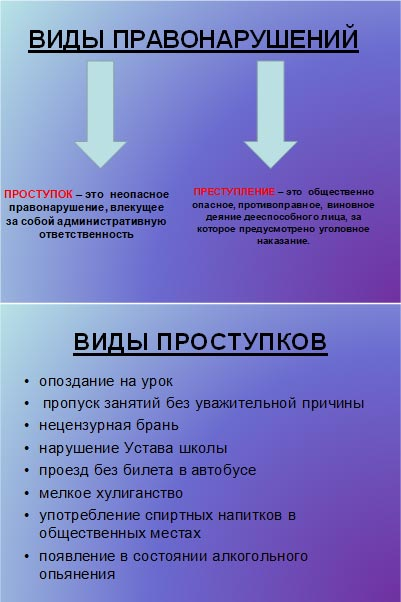 ВИДЫ ПРАВОНАРУШЕНИЙ
ПРОСТУПОК – это неопасное
правонарушение, влекущее
за собой административную
ответственность
ПРЕСТУПЛЕНИЕ – это общественно
опасное, противоправное, виновное
деяние дееспособного лица, за
которое предусмотрено уголовное
наказание.
ВИДЫ ПРОСТУПКОВ
• опоздание на урок
• пропуск занятий без уважительной причины
• нецензурная брань
• нарушение Устава школы
• проезд без билета в автобусе
• мелкое хулиганство
• употребление спиртных напитков в
общественных местах
• появление в состоянии алкогольного
опьянения